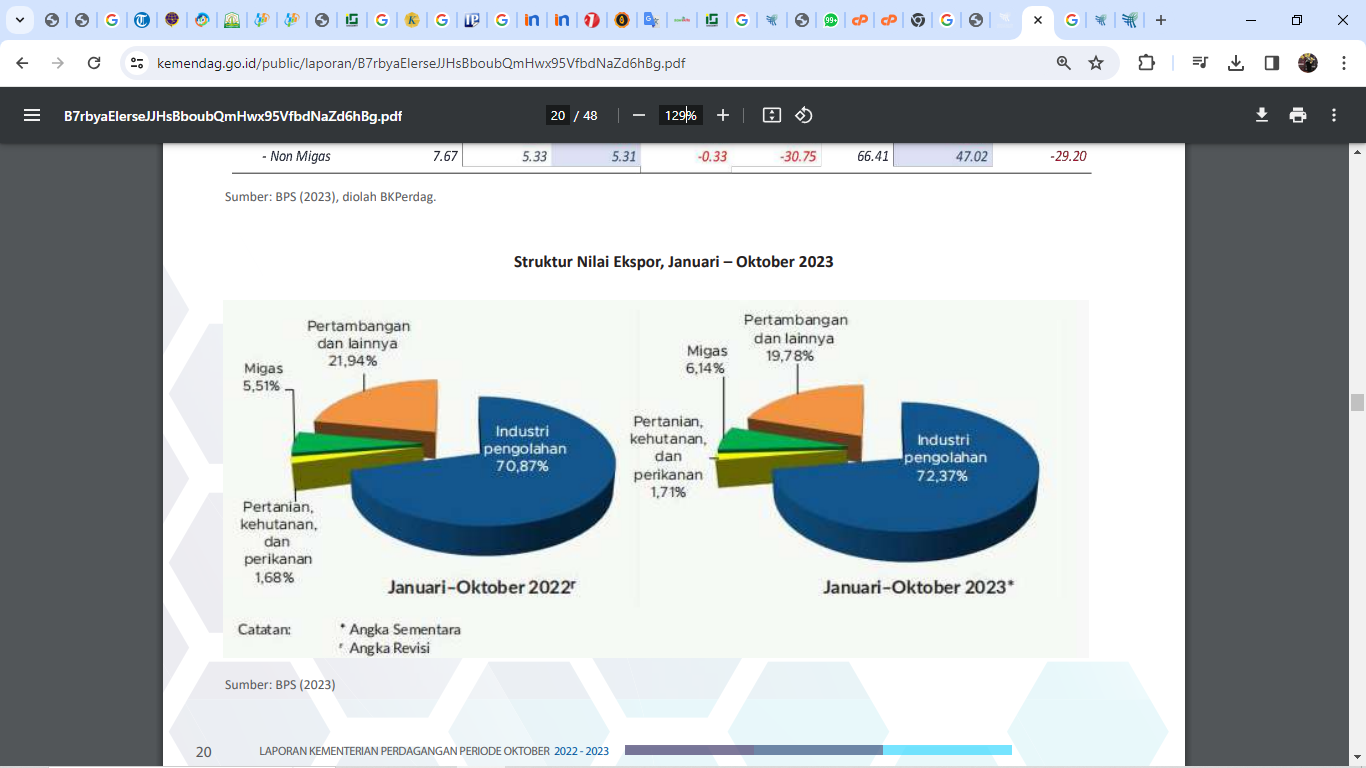 kemendag.go.id/public/laporan/B7rbyaElerseJJHsBboubQmHwx95VfbdNaZd6hBg.pdf
B7rbyaElerseJJHsBboubQmHwx95VfbdNaZd6hBg.pdf
20 / 48
129%
- Non Migas 7.67 5.33 5.31 -0.33 -30.75 66.41 47.02 -29.20
Sumber: BPS (2023), diolah BKPerdag.
Struktur Nilai Ekspor, Januari – Oktober 2023
Pertambangan
dan lainnya
21,94%
Migas
5,51%
Industri
pengolahan
70,87%
Pertanian,
kehutanan,
dan
perikanan
1,68%
Januari–Oktober 2022ʳ
Pertambangan
dan lainnya
19,78%
Migas
6,14%
Pertanian,
kehutanan,
dan
perikanan
1,71%
Industri
pengolahan
72,37%
Januari–Oktober 2023*
Catatan: * Angka Sementara
ʳ Angka Revisi
Sumber: BPS (2023)
20 LAPORAN KEMENTERIAN PERDAGANGAN PERIODE OKTOBER 2022 - 2023